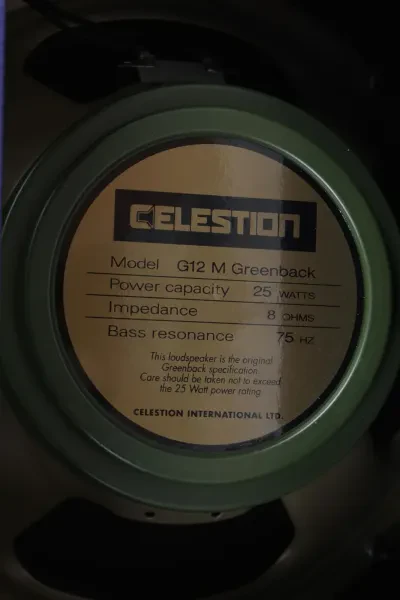 CELESTION
Model G12 M Greenback
Power capacity 25 WATTS
Impedance 8 OHMS
Bass resonance 75 HZ
This loudspeaker is the original
Greenback specification.
Care should be taken not to exceed
the 25 Watt power rating
CELESTION INTERNATIONAL LTD.